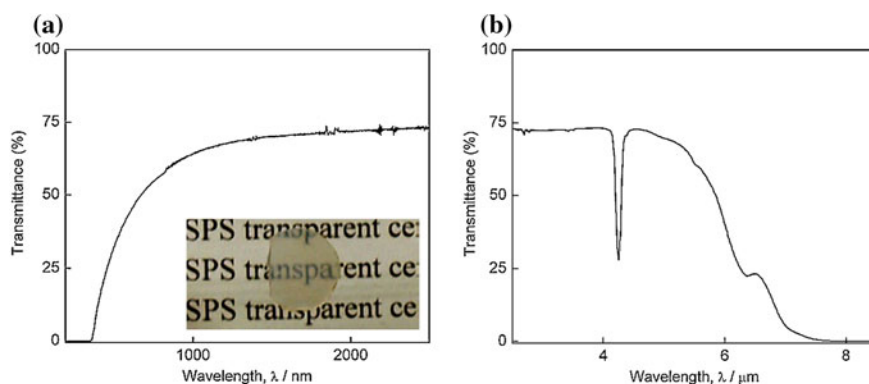 (a)
100
75
50
25
0
Transmittance (%)
SPS transparent ce
SPS transparent ce
SPS transparent ce
1000
2000
Wavelength, λ / nm
(b)
100
75
50
25
0
Transmittance (%)
4
6
8
Wavelength, λ / μm